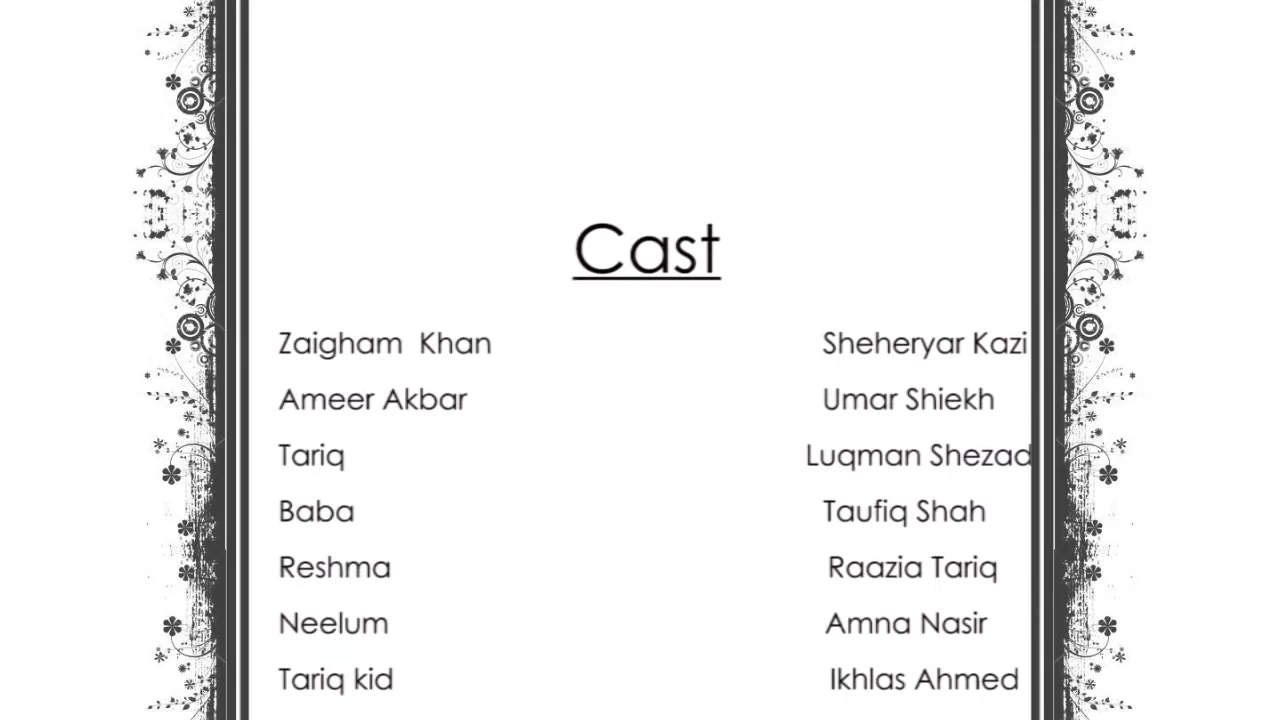 Cast
Zaigham Khan Sheheryar Kazi
Ameer Akbar Umar Shiekh
Tariq Luqman Shezad
Baba Taufiq Shah
Reshma Raazia Tariq
Neelum Amna Nasir
Tariq kid Ikhlas Ahmed